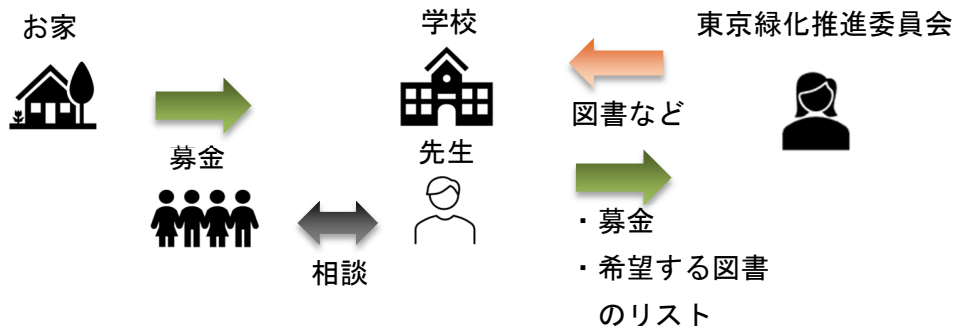 お家
学校
東京緑化推進委員会
図書など
募金
先生
相談
・募金
・希望する図書
のリスト